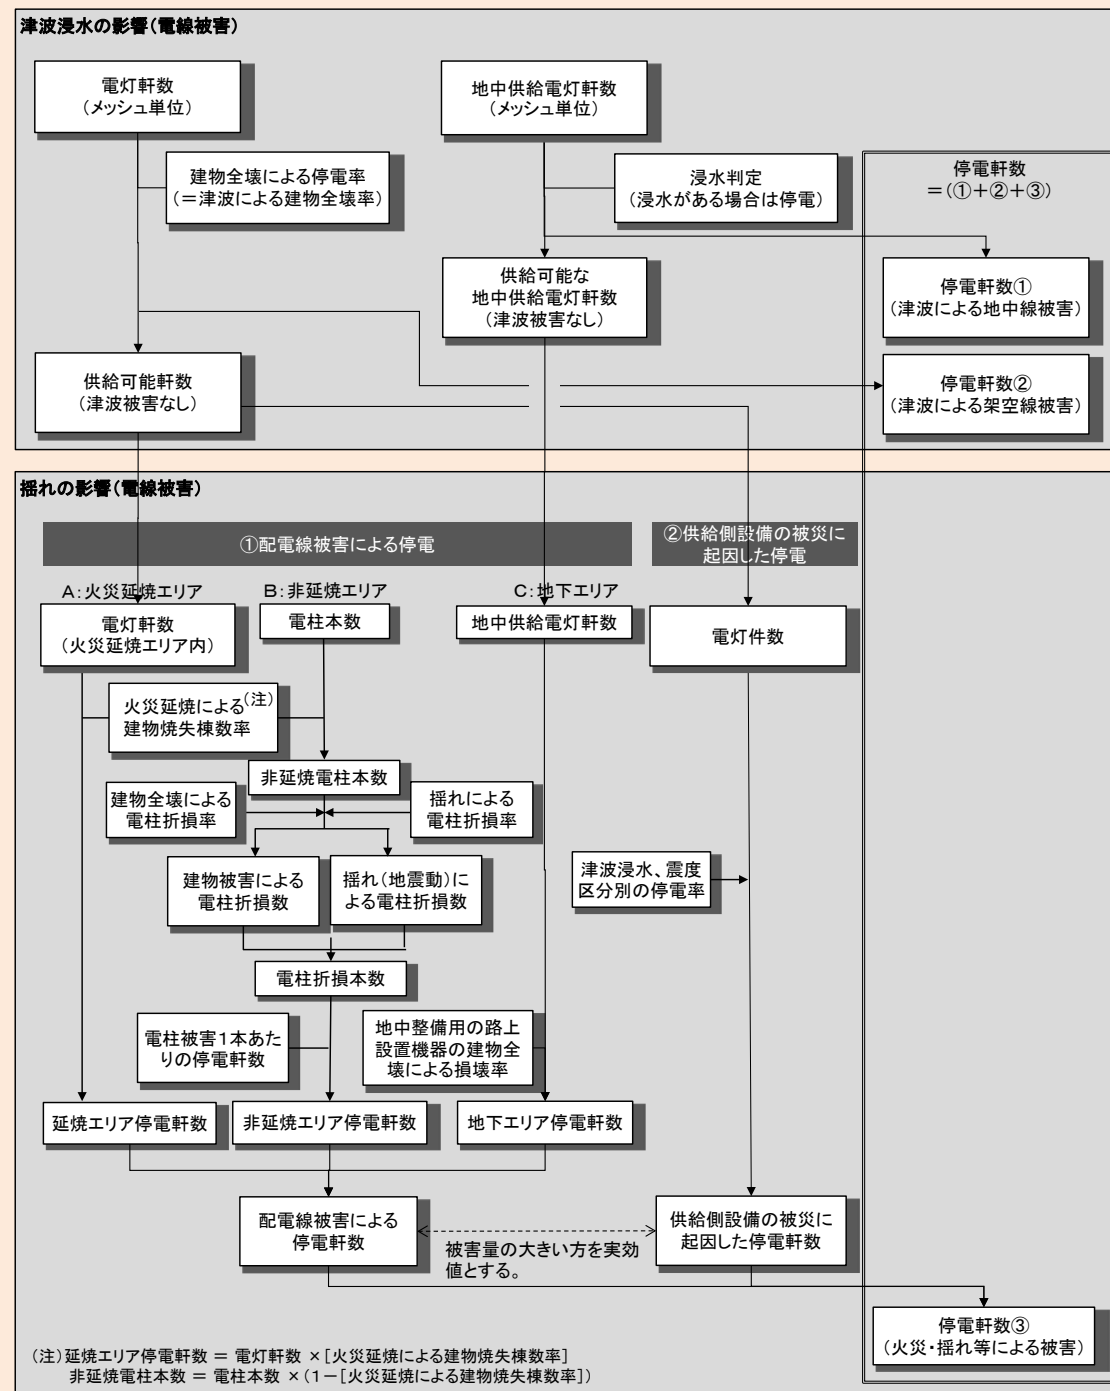 津波浸水の影響(電線被害)
電灯軒数
(メッシュ単位)
地中供給電灯軒数
(メッシュ単位)
建物全壊による停電率
(=津波による建物全壊率)
浸水判定
(浸水がある場合は停電)
停電軒数
=(①+②+③)
供給可能な
地中供給電灯軒数
(津波被害なし)
停電軒数①
(津波による地中線被害)
供給可能軒数
(津波被害なし)
停電軒数②
(津波による架空線被害)
揺れの影響(電線被害)
①配電線被害による停電
②供給側設備の被災に
起因した停電
A:火災延焼エリア
B:非延焼エリア
C:地下エリア
電灯軒数
(火災延焼エリア内)
電柱本数
地中供給電灯軒数
電灯件数
火災延焼による(注)
建物焼失棟数率
非延焼電柱本数
建物全壊による
電柱折損率
揺れによる
電柱折損率
建物被害による
電柱折損数
揺れ(地震動)に
よる電柱折損数
津波浸水、震度
区分別の停電率
電柱折損本数
電柱被害1本あた
りの停電軒数
地中整備用の路上
設置機器の建物全
壊による損壊率
延焼エリア停電軒数
非延焼エリア停電軒数
地下エリア停電軒数
配電線被害による
停電軒数
被害量の大きい方を実効
値とする。
供給側設備の被災に
起因した停電軒数
停電軒数③
(火災・揺れ等による被害)
(注)延焼エリア停電軒数 = 電灯軒数 ×[火災延焼による建物焼失棟数率]
非延焼電柱本数 = 電柱本数 ×(1-[火災延焼による建物焼失棟数率])